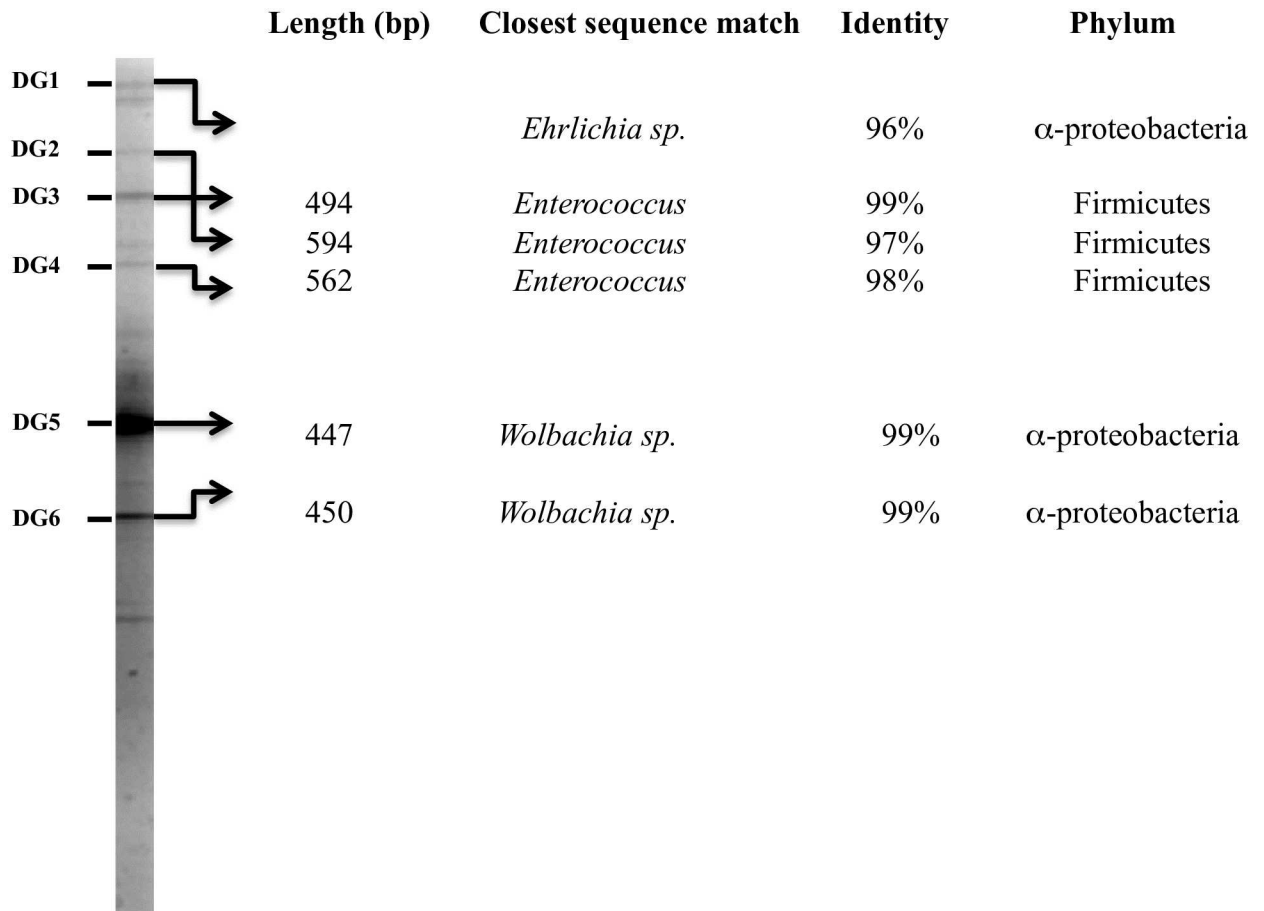 Length (bp) Closest sequence match Identity Phylum
DG1
Ehrlichia sp. 96% α-proteobacteria
DG2
DG3 494 Enterococcus 99% Firmicutes
594 Enterococcus 97% Firmicutes
DG4
562 Enterococcus 98% Firmicutes
DG5 447 Wolbachia sp. 99% α-proteobacteria
DG6 450 Wolbachia sp. 99% α-proteobacteria